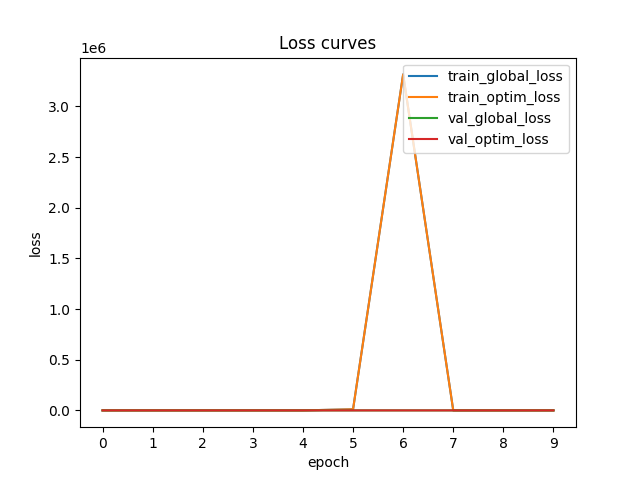 Loss curves
1e6
train_global_loss
train_optim_loss
val_global_loss
val_optim_loss
3.0
2.5
2.0
1.5
1.0
0.5
0.0
loss
0 1 2 3 4 5 6 7 8 9
epoch